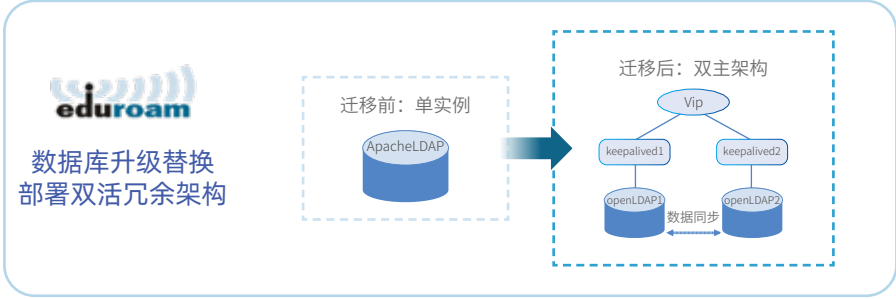 eduroam
数据库升级替换
部署双活冗余架构
迁移前：单实例
ApacheLDAP
迁移后：双主架构
Vip
keepalived1
keepalived2
openLDAP1
openLDAP2
数据同步